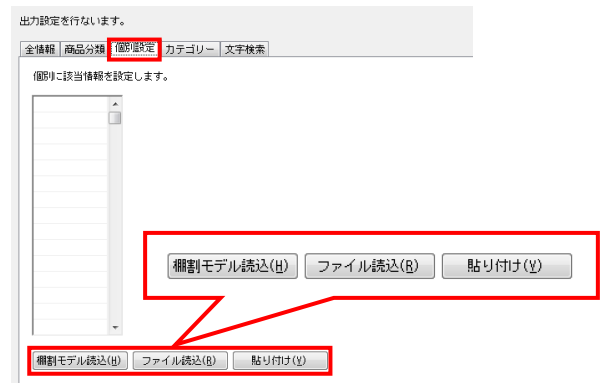 出力設定を行ないます。
全情報 商品分類 個別設定 カテゴリー 文字検索
個別に該当情報を設定します。
棚割モデル読込(H) ファイル読込(R) 貼り付け(V)
棚割モデル読込(H) ファイル読込(R) 貼り付け(V)